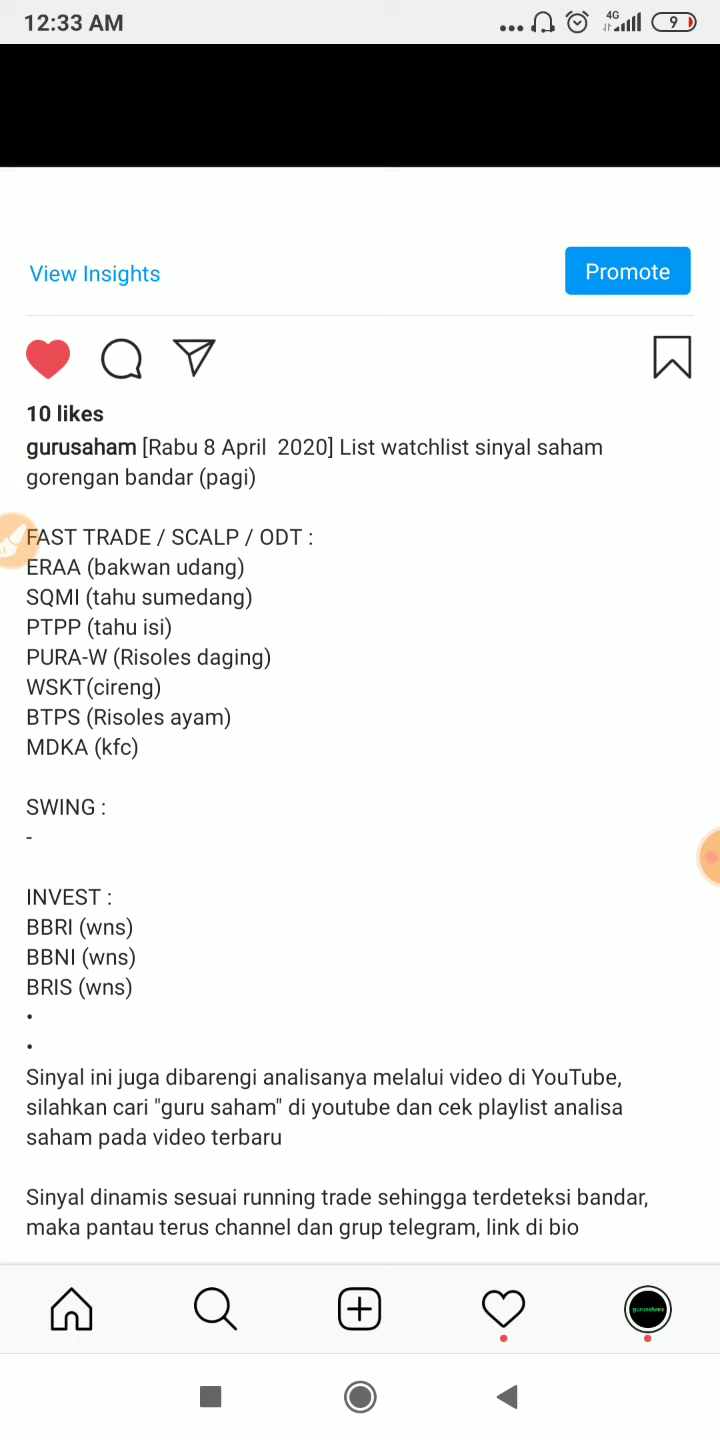 12:33 AM
4G
9
View Insights
Promote
10 likes
gurusaham [Rabu 8 April 2020] List watchlist sinyal saham
gorengan bandar (pagi)
FAST TRADE / SCALP / ODT :
ERAA (bakwan udang)
SQMI (tahu sumedang)
PTPP (tahu isi)
PURA-W (Risoles daging)
WSKT(cireng)
BTPS (Risoles ayam)
MDKA (kfc)
SWING :
-
INVEST :
BBRI (wns)
BBNI (wns)
BRIS (wns)
•
•
Sinyal ini juga dibarengi analisanya melalui video di YouTube,
silahkan cari "guru saham" di youtube dan cek playlist analisa
saham pada video terbaru
Sinyal dinamis sesuai running trade sehingga terdeteksi bandar,
maka pantau terus channel dan grup telegram, link di bio
gurusaham